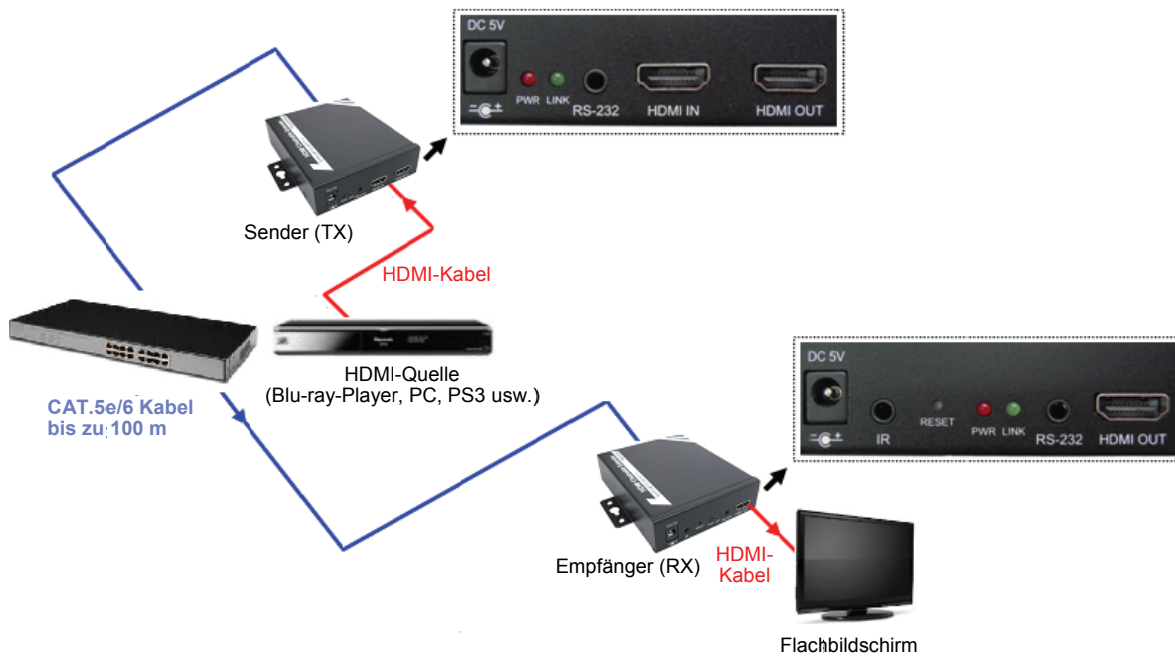 DC 5V
PWR LINK RS-232 HDMI IN HDMI OUT
Sender (TX)
HDMI-Kabel
HDMI-Quelle
(Blu-ray-Player, PC, PS3 usw.)
CAT.5e/6 Kabel
bis zu 100 m
DC 5V
IR RESET PWR LINK RS-232 HDMI OUT
Empfänger (RX)
HDMI-
Kabel
Flachbildschirm